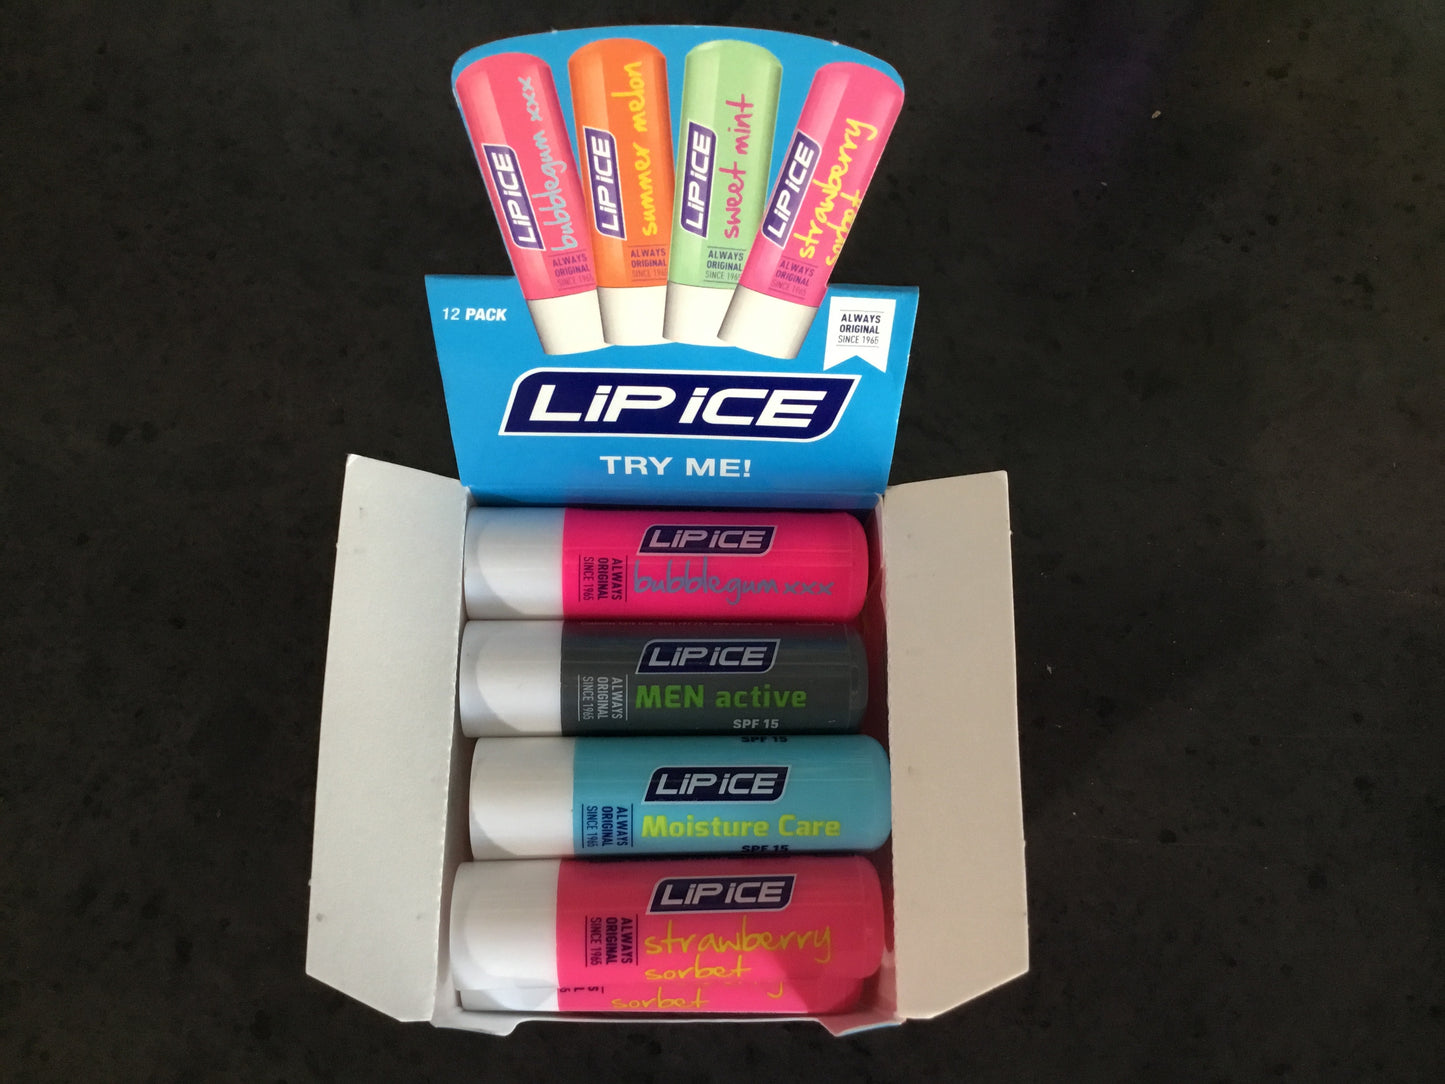 LiP iCE
bubblegum xxx
ALWAYS
ORIGINAL
SINCE 1965
LiP iCE
summer melon
ALWAYS
ORIGINAL
SINCE 1965
LiP iCE
sweet mint
ALWAYS
ORIGINAL
SINCE 1965
LiP iCE
strawberry
sorbet
ALWAYS
ORIGINAL
SINCE 1965
12 PACK
ALWAYS
ORIGINAL
SINCE 1965
LiP iCE
TRY ME!
LiP iCE
bubblegum xxx
ALWAYS
ORIGINAL
SINCE 1965
LiP iCE
MEN active
SPF 15
ALWAYS
ORIGINAL
SINCE 1965
SPF 15
LiP iCE
Moisture Care
SPF 15
ALWAYS
ORIGINAL
SINCE 1965
LiP iCE
strawberry
sorbet
ALWAYS
ORIGINAL
SINCE 1965
sorbet